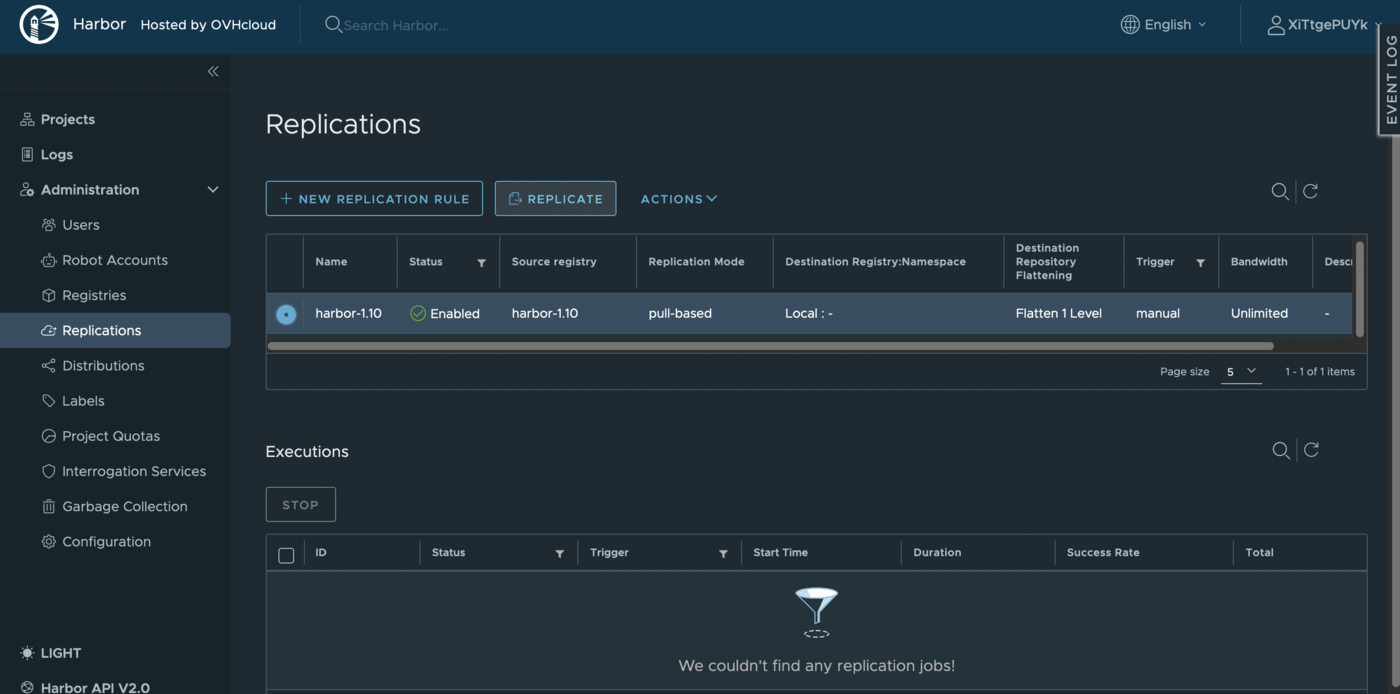 Harbor Hosted by OVHcloud Search Harbor... English XiTtgePUYk
EVENT LOG
Projects
Logs
Administration
Users
Robot Accounts
Registries
Replications
Distributions
Labels
Project Quotas
Interrogation Services
Garbage Collection
Configuration
LIGHT
Harbor API V2.0
Replications
NEW REPLICATION RULE REPLICATE ACTIONS
Name Status Source registry Replication Mode Destination Registry:Namespace Destination Repository Flattening Trigger Bandwidth Descr
harbor-1.10 Enabled harbor-1.10 pull-based Local : - Flatten 1 Level manual Unlimited -
Page size 5 1 - 1 of 1 items
Executions
STOP
ID Status Trigger Start Time Duration Success Rate Total
We couldn't find any replication jobs!